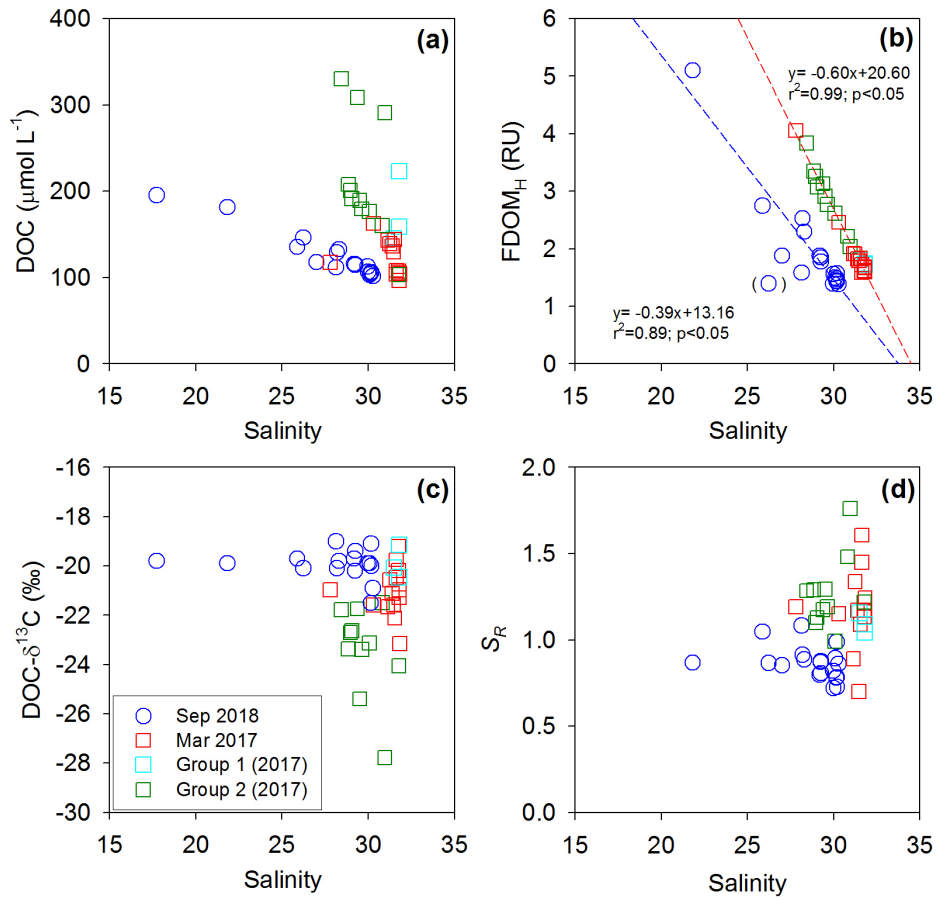 (a)
400
300
200
100
0
DOC (µmol L⁻¹)
15 20 25 30 35
Salinity
(b)
6
5
4
3
2
1
0
FDOM_H (RU)
y= -0.60x+20.60
r²=0.99; p<0.05
( )
y= -0.39x+13.16
r²=0.89; p<0.05
15 20 25 30 35
Salinity
(c)
-16
-18
-20
-22
-24
-26
-28
-30
DOC-δ¹³C (‰)
Sep 2018
Mar 2017
Group 1 (2017)
Group 2 (2017)
15 20 25 30 35
Salinity
(d)
2.0
1.5
1.0
0.5
0.0
S_R
15 20 25 30 35
Salinity